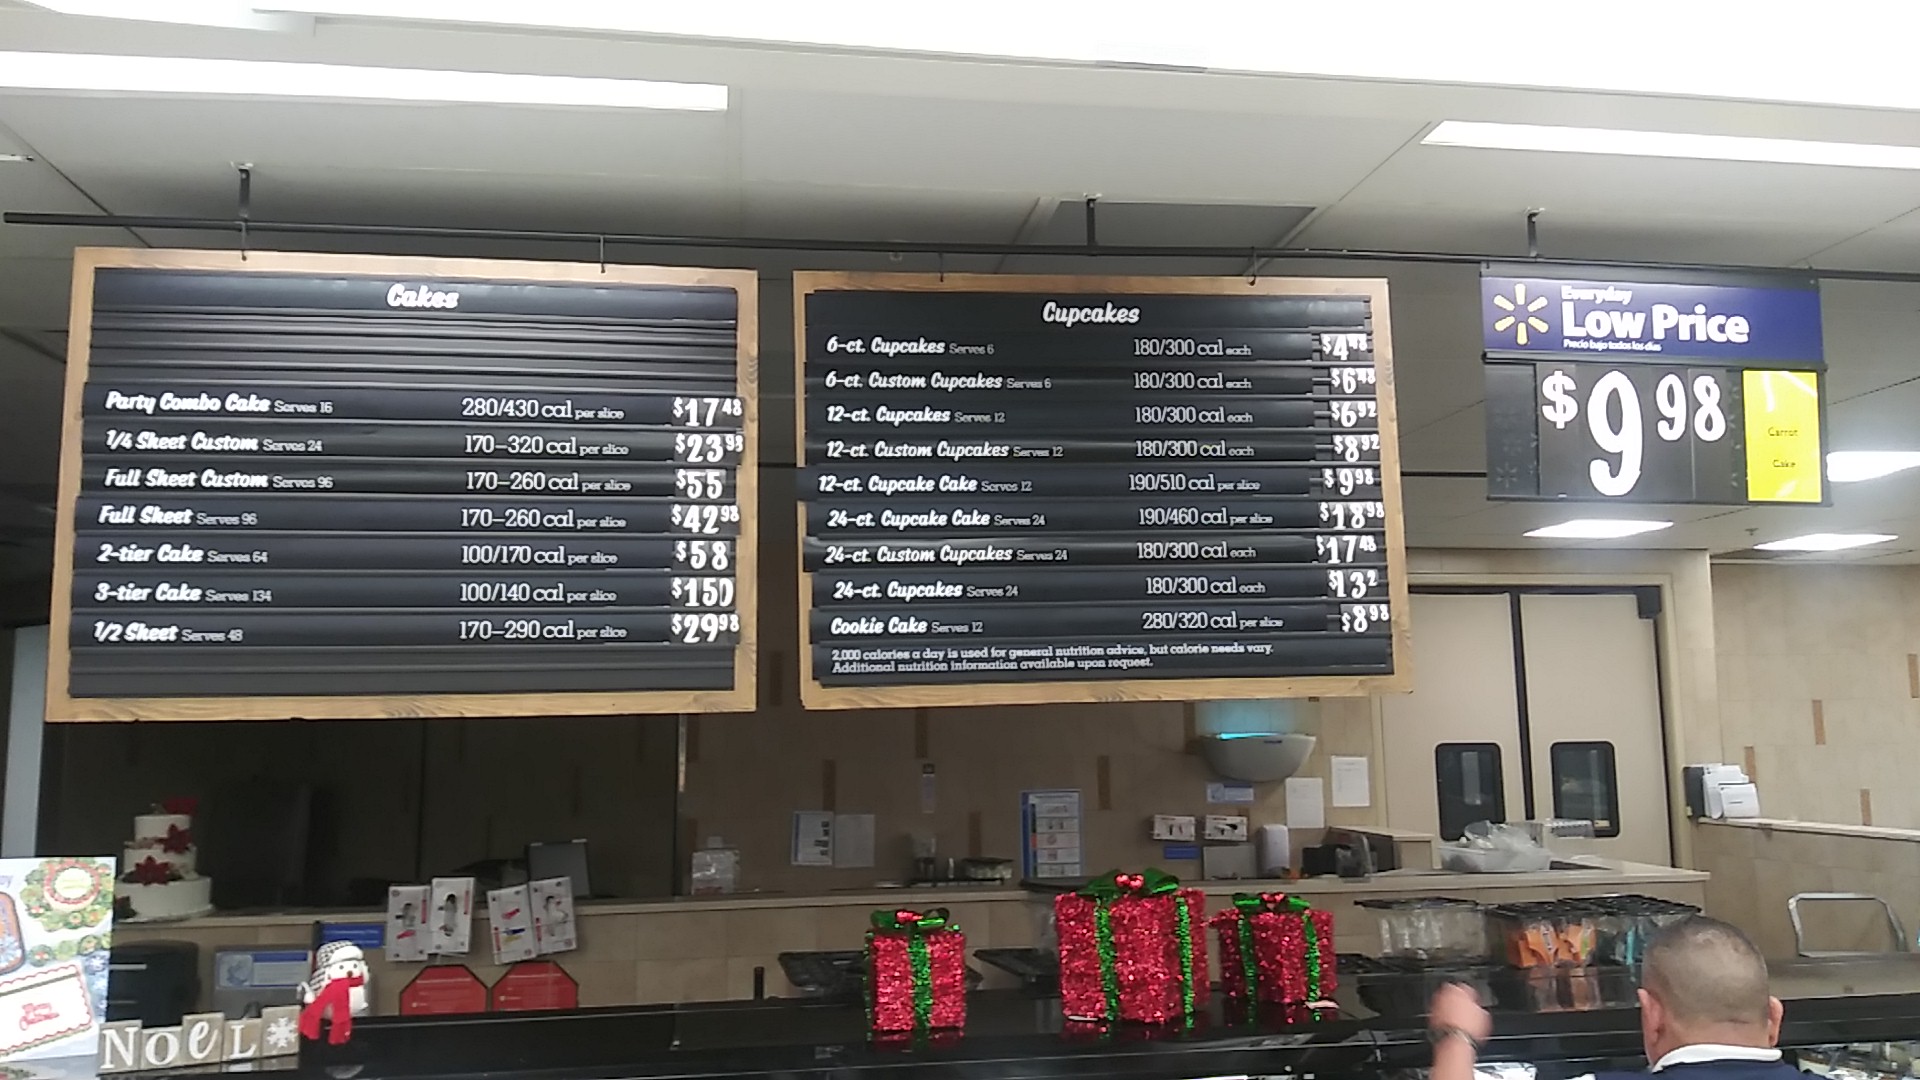 Cakes
Party Combo Cake Serves 16 280/430 cal per slice $17.48
1/4 Sheet Custom Serves 24 170–320 cal per slice $23.98
Full Sheet Custom Serves 96 170–260 cal per slice $55
Full Sheet Serves 96 170–260 cal per slice $42.98
2-tier Cake Serves 64 100/170 cal per slice $58
3-tier Cake Serves 134 100/140 cal per slice $150
1/2 Sheet Serves 48 170–290 cal per slice $29.98
Cupcakes
6-ct. Cupcakes Serves 6 180/300 cal each $4.48
6-ct. Custom Cupcakes Serves 6 180/300 cal each $6.48
12-ct. Cupcakes Serves 12 180/300 cal each $6.92
12-ct. Custom Cupcakes Serves 12 180/300 cal each $8.92
12-ct. Cupcake Cake Serves 12 190/510 cal per slice $9.98
24-ct. Cupcake Cake Serves 24 190/460 cal per slice $18.98
24-ct. Custom Cupcakes Serves 24 180/300 cal each $17.48
24-ct. Cupcakes Serves 24 180/300 cal each $13.2
Cookie Cake Serves 12 280/320 cal per slice $8.98
2,000 calories a day is used for general nutrition advice, but calorie needs vary.
Additional nutrition information available upon request.
Everyday
Low Price
Precio bajo todos los días
$9.98
Carrot
Cake
NOeL